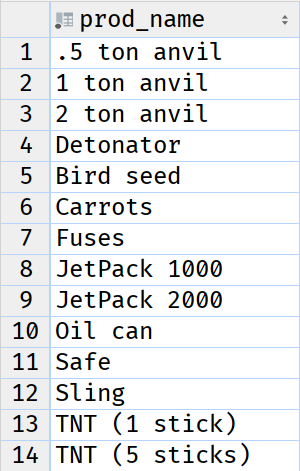 prod_name
1 .5 ton anvil
2 1 ton anvil
3 2 ton anvil
4 Detonator
5 Bird seed
6 Carrots
7 Fuses
8 JetPack 1000
9 JetPack 2000
10 Oil can
11 Safe
12 Sling
13 TNT (1 stick)
14 TNT (5 sticks)